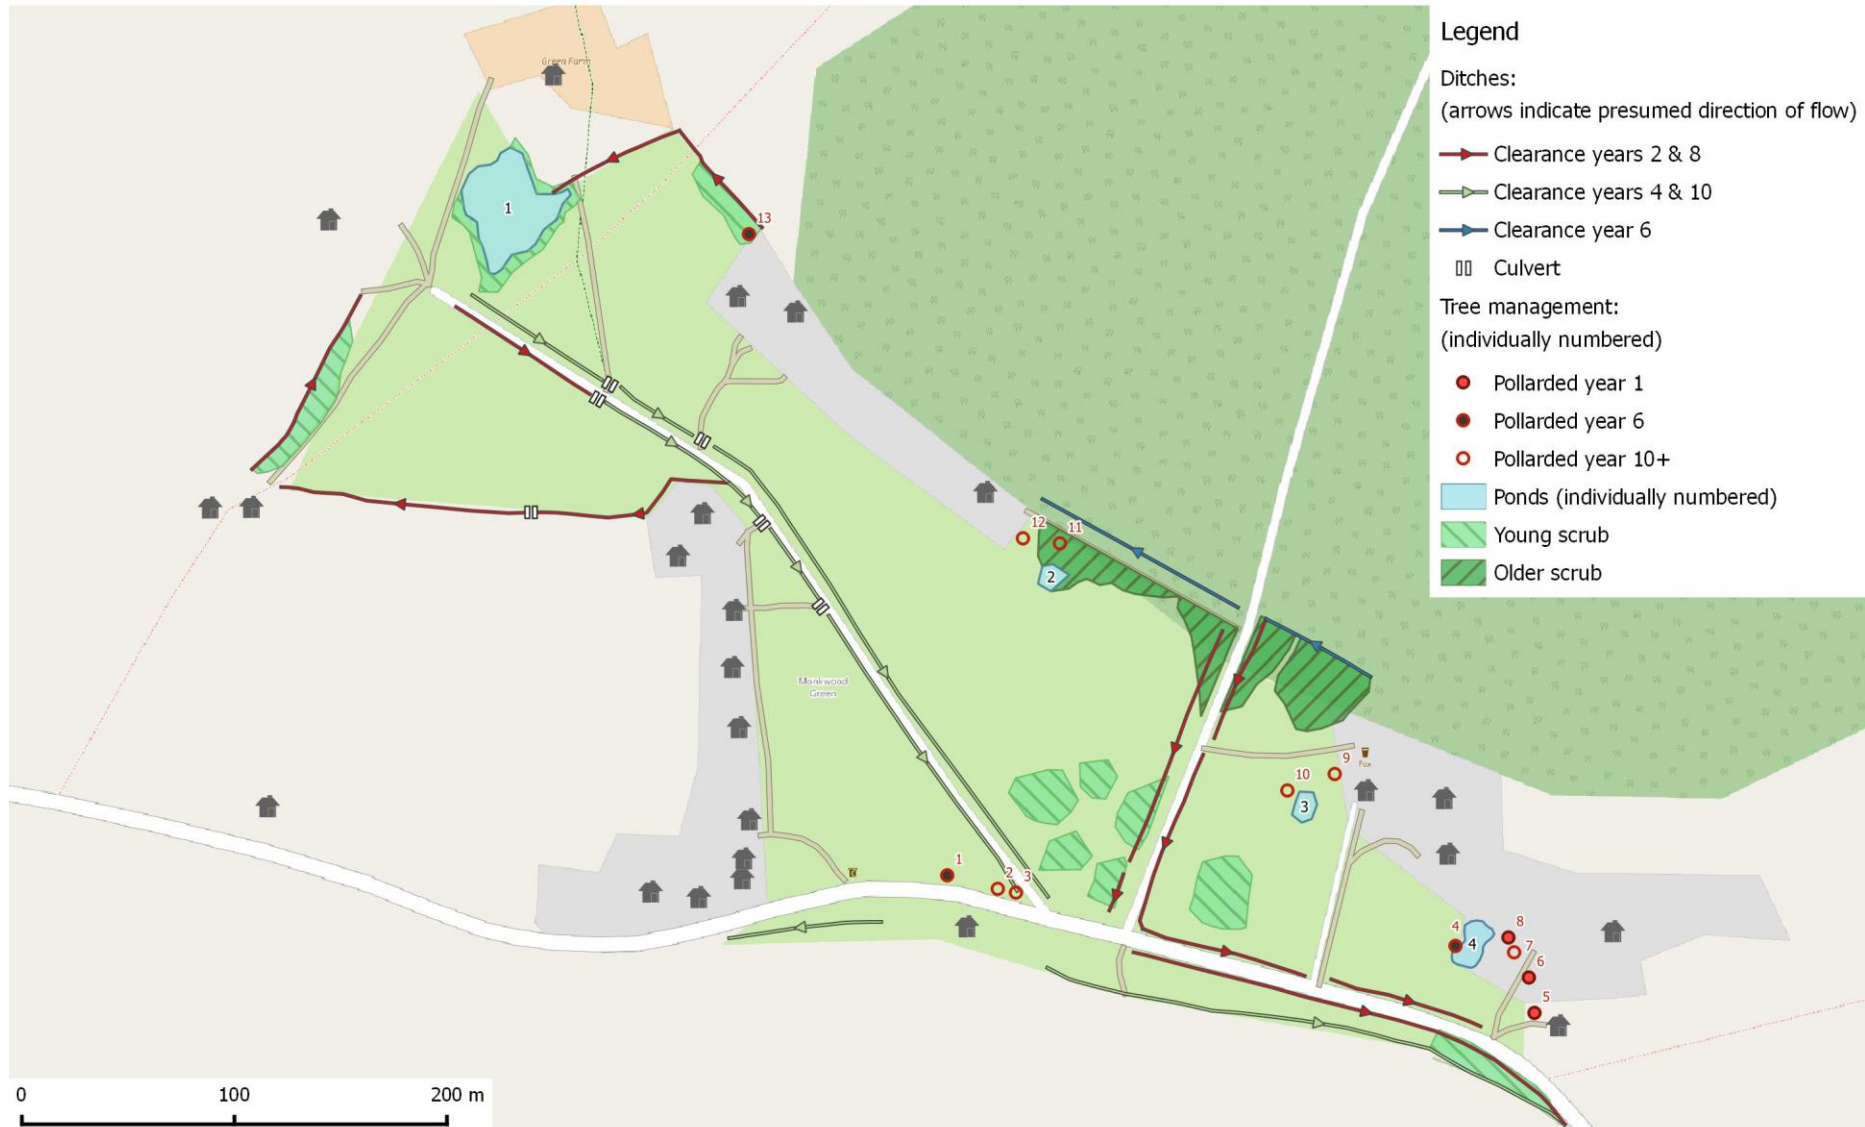 Legend
Ditches:
(arrows indicate presumed direction of flow)
Clearance years 2 & 8
Clearance years 4 & 10
Clearance year 6
Culvert
Tree management:
(individually numbered)
Pollarded year 1
Pollarded year 6
Pollarded year 10+
Ponds (individually numbered)
Young scrub
Older scrub
Green Farm
1
13
12
11
2
Monkwood
Green
9
10
Fox
3
1
2
3
4
4
8
7
6
5
0
100
200 m